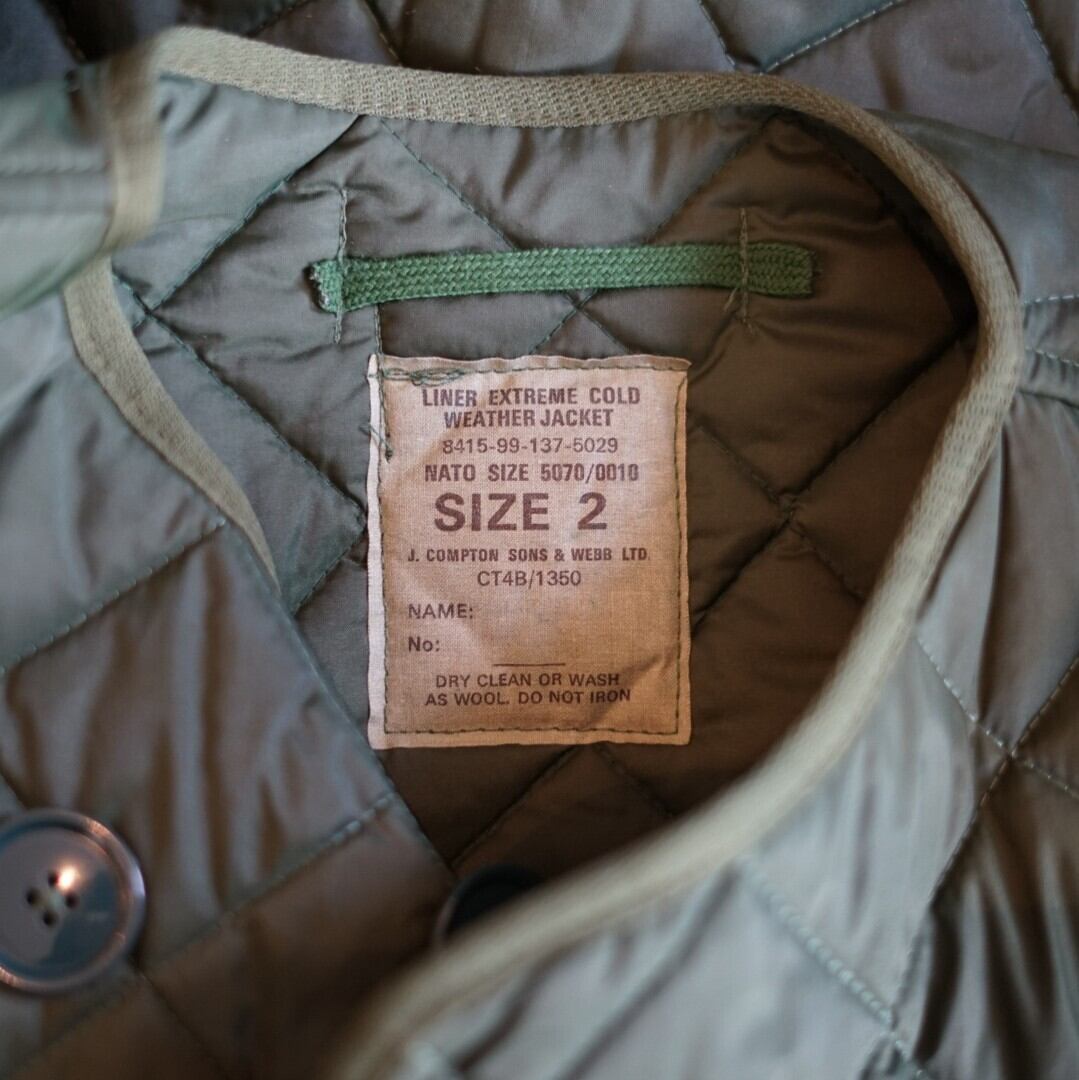 LINER EXTREME COLD
WEATHER JACKET
8415-99-137-5029
NATO SIZE 5070/0010
SIZE 2
J. COMPTON SONS & WEBB LTD.
CT4B/1350
NAME:
No:
DRY CLEAN OR WASH
AS WOOL. DO NOT IRON